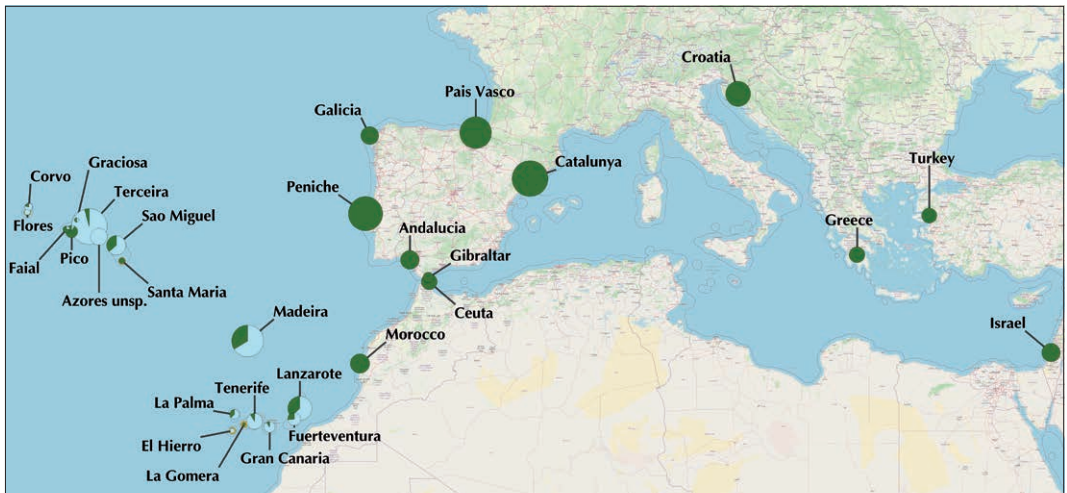 Croatia
Pais Vasco
Galicia
Graciosa
Corvo
Catalunya
Terceira
Turkey
Peniche
Sao Miguel
Flores
Andalucia
Greece
Faial
Pico
Gibraltar
Azores unsp.
Santa Maria
Ceuta
Madeira
Israel
Morocco
Lanzarote
Tenerife
La Palma
Fuerteventura
El Hierro
Gran Canaria
La Gomera